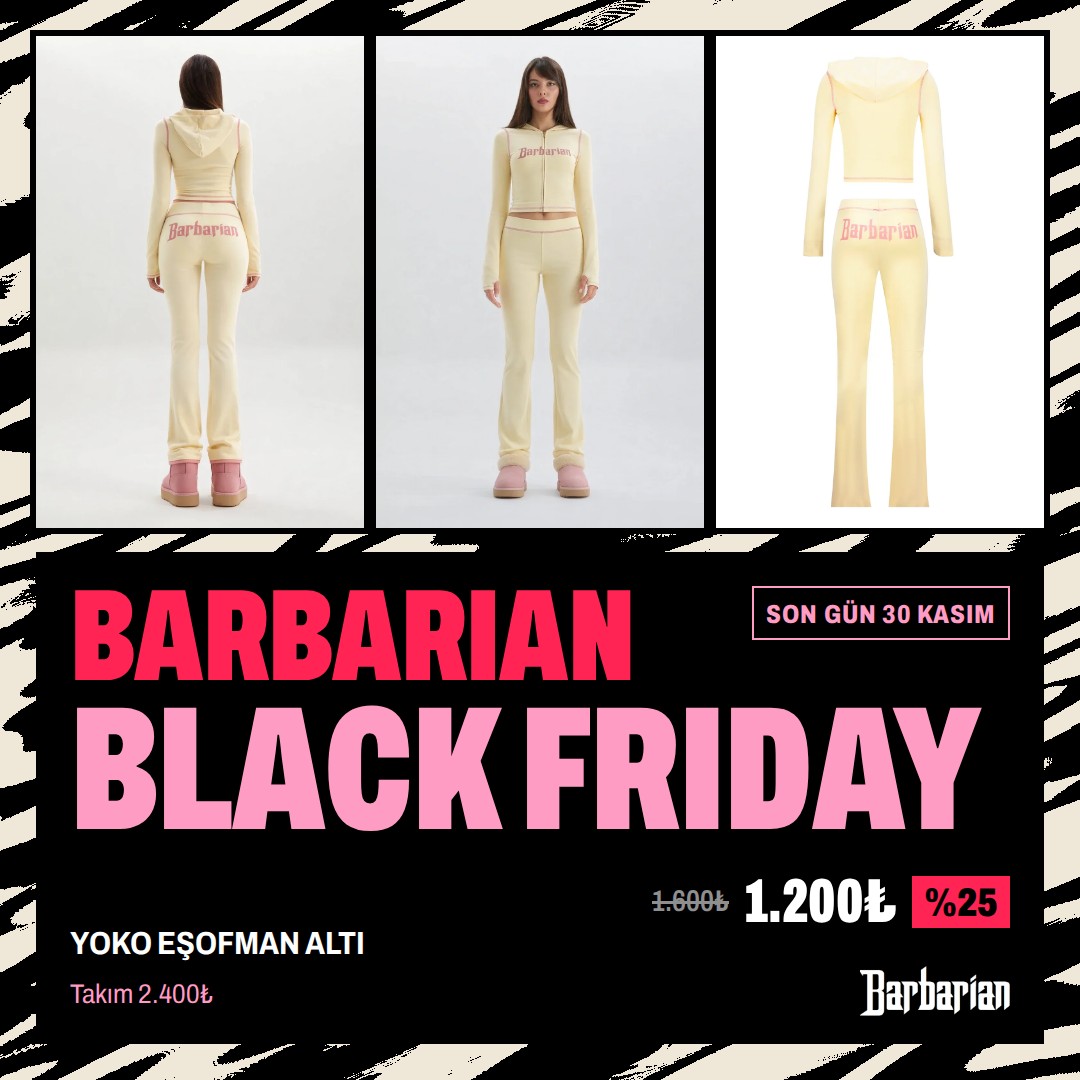 Barbarian
Barbarian
Barbarian
BARBARIAN
SON GÜN 30 KASIM
BLACK FRIDAY
1.600₺ 1.200₺ %25
YOKO EŞOFMAN ALTI
Takım 2.400₺
Barbarian